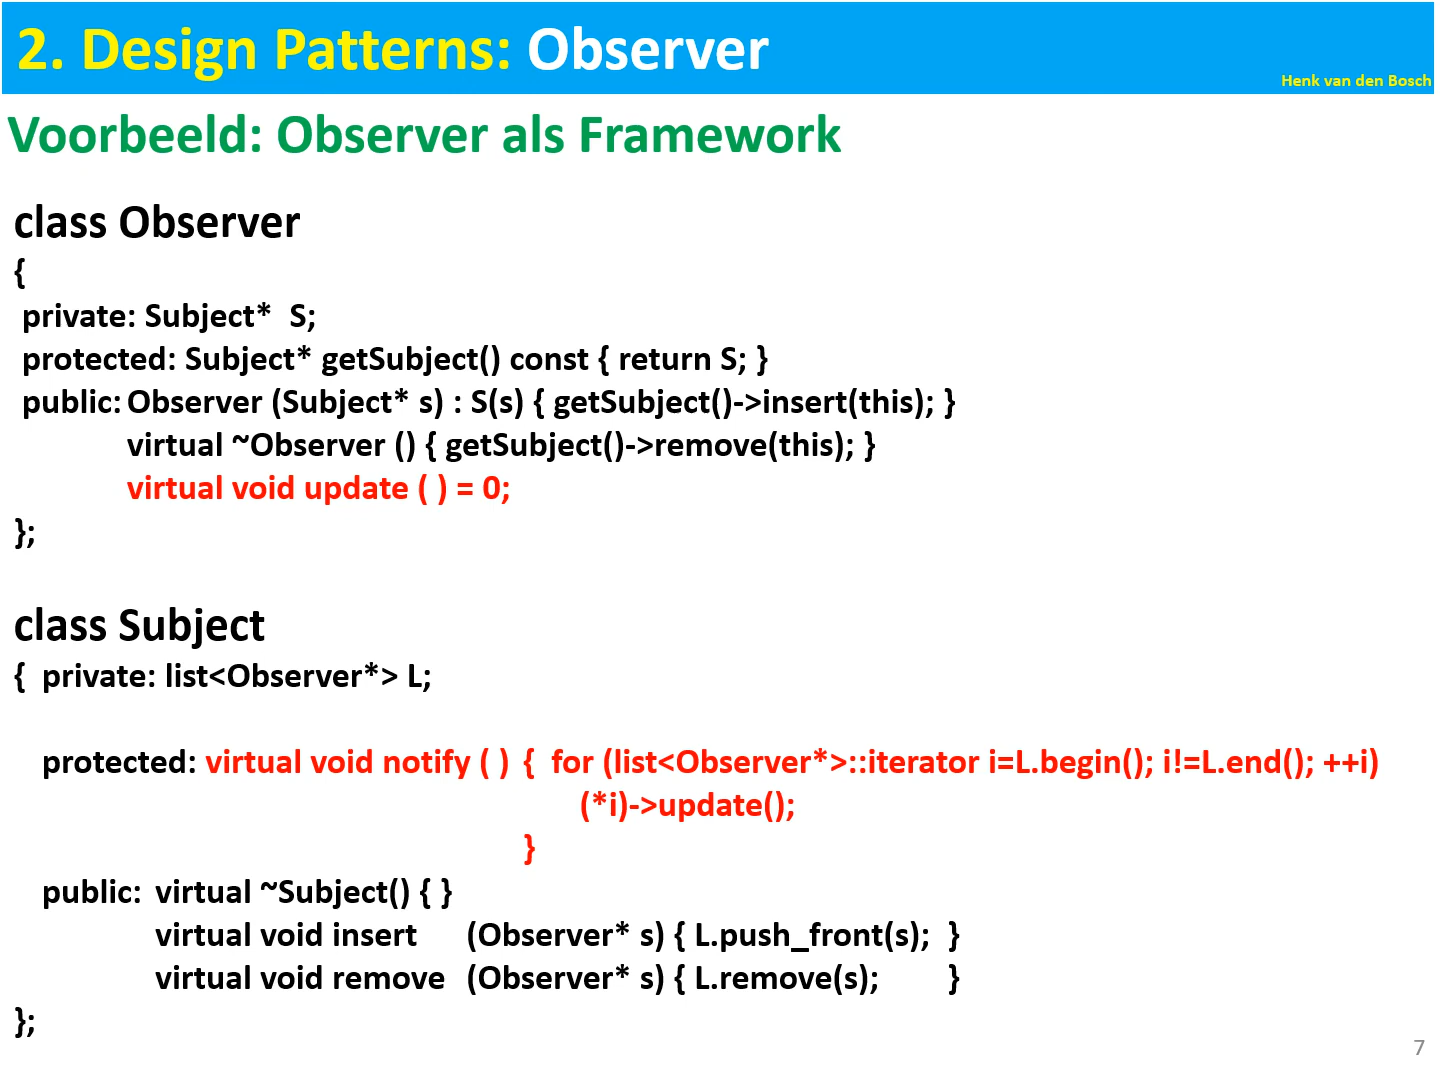 2. Design Patterns: Observer
Henk van den Bosch
Voorbeeld: Observer als Framework
class Observer
{
private: Subject* S;
protected: Subject* getSubject() const { return S; }
public: Observer (Subject* s) : S(s) { getSubject()->insert(this); }
virtual ~Observer () { getSubject()->remove(this); }
virtual void update ( ) = 0;
};
class Subject
{ private: list<Observer*> L;
protected: virtual void notify ( ) { for (list<Observer*>::iterator i=L.begin(); i!=L.end(); ++i)
(*i)->update();
}
public: virtual ~Subject() { }
virtual void insert (Observer* s) { L.push_front(s); }
virtual void remove (Observer* s) { L.remove(s); }
};
7